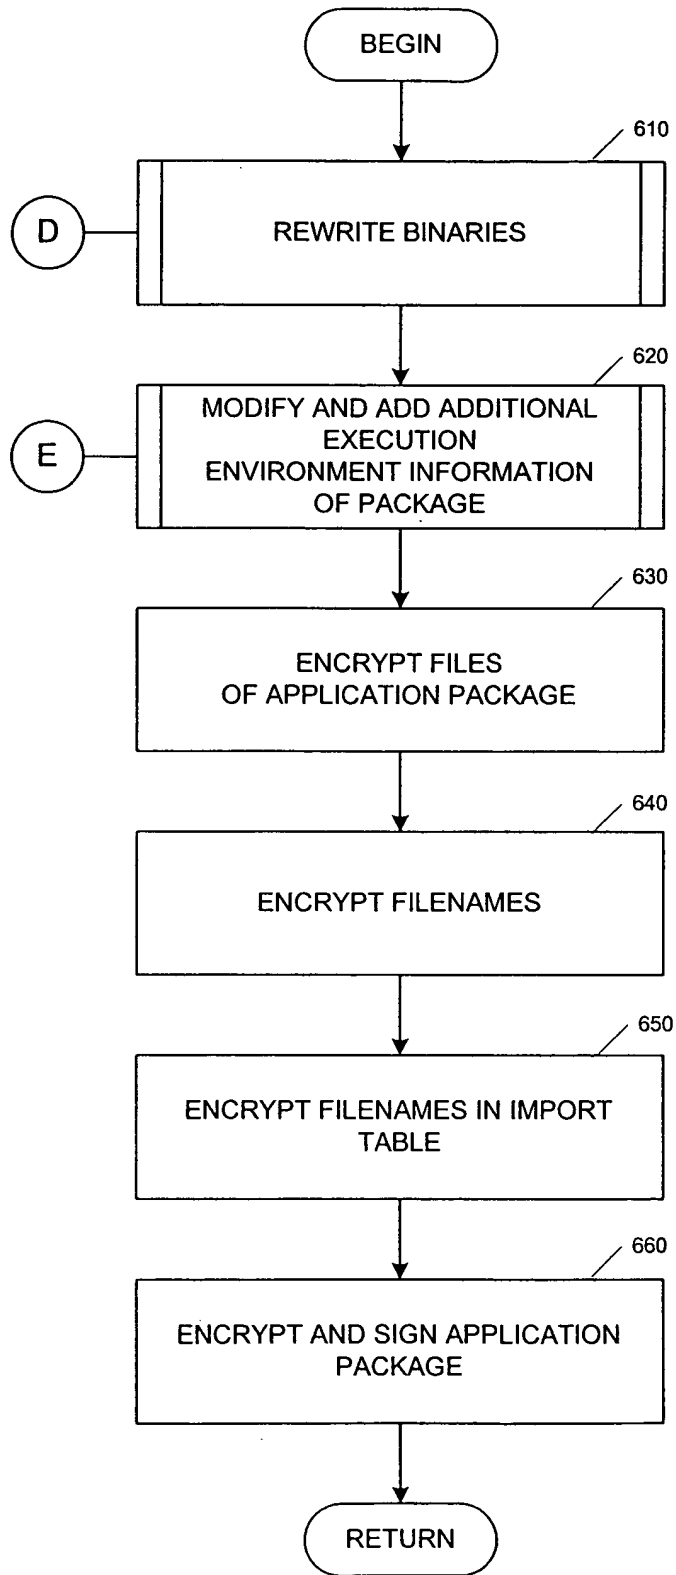 BEGIN
610
D
REWRITE BINARIES
620
E
MODIFY AND ADD ADDITIONAL
EXECUTION
ENVIRONMENT INFORMATION
OF PACKAGE
630
ENCRYPT FILES
OF APPLICATION PACKAGE
640
ENCRYPT FILENAMES
650
ENCRYPT FILENAMES IN IMPORT
TABLE
660
ENCRYPT AND SIGN APPLICATION
PACKAGE
RETURN